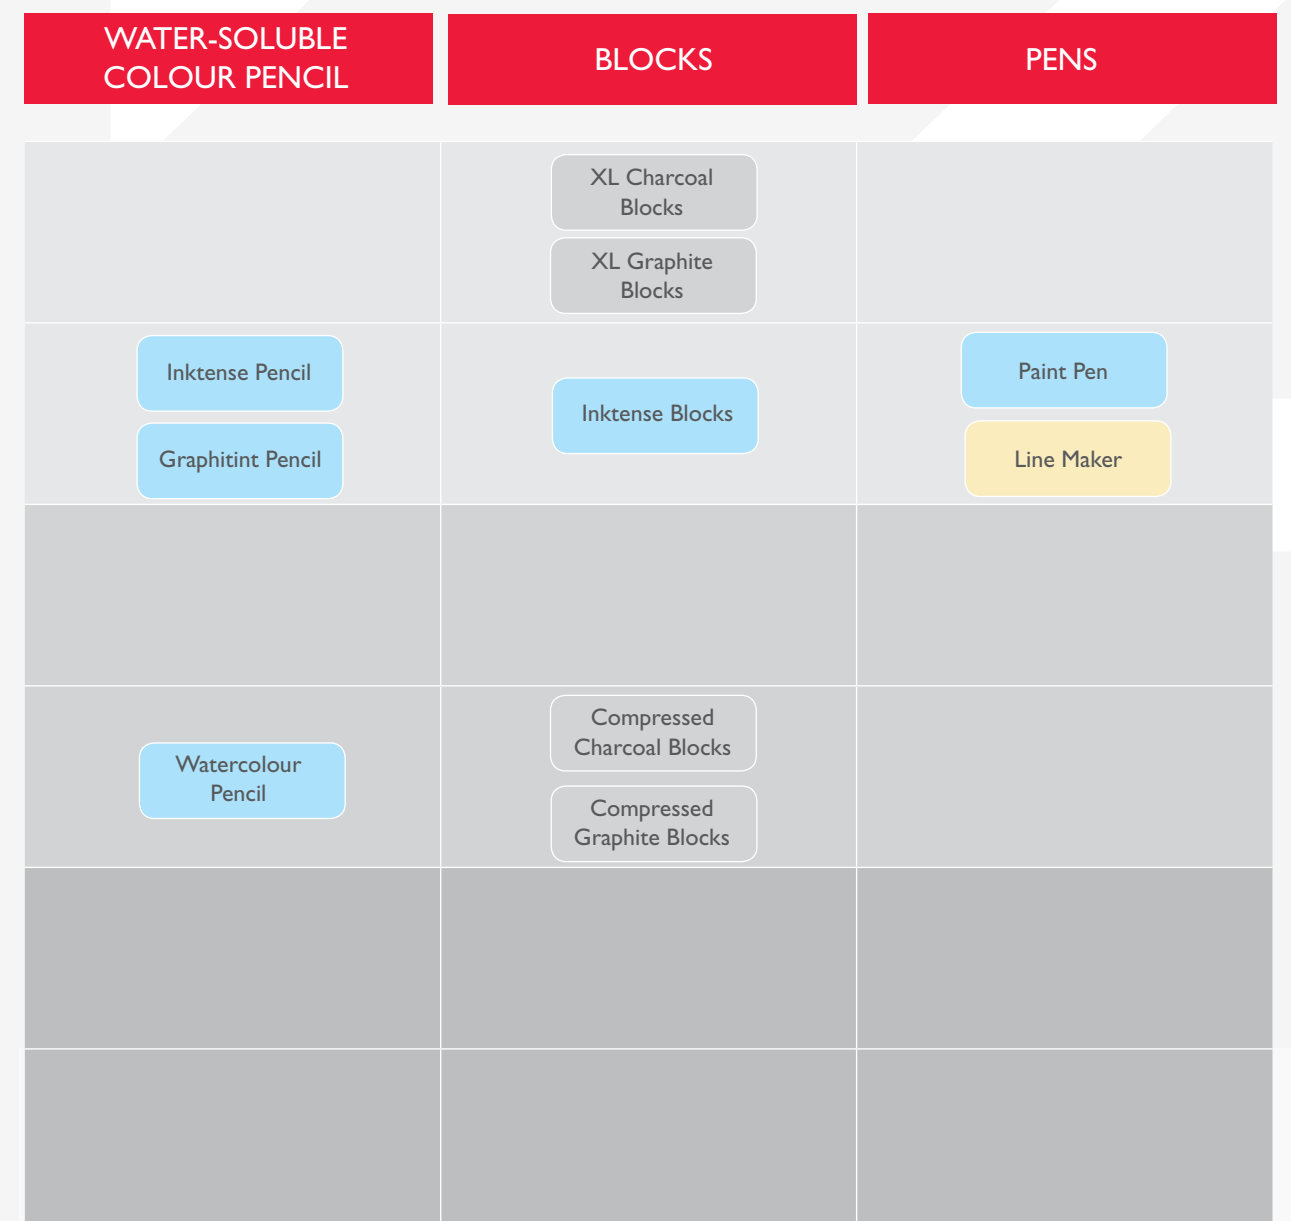 WATER-SOLUBLE
COLOUR PENCIL
BLOCKS
PENS
XL Charcoal
Blocks
XL Graphite
Blocks
Inktense Pencil
Graphitint Pencil
Inktense Blocks
Paint Pen
Line Maker
Watercolour
Pencil
Compressed
Charcoal Blocks
Compressed
Graphite Blocks